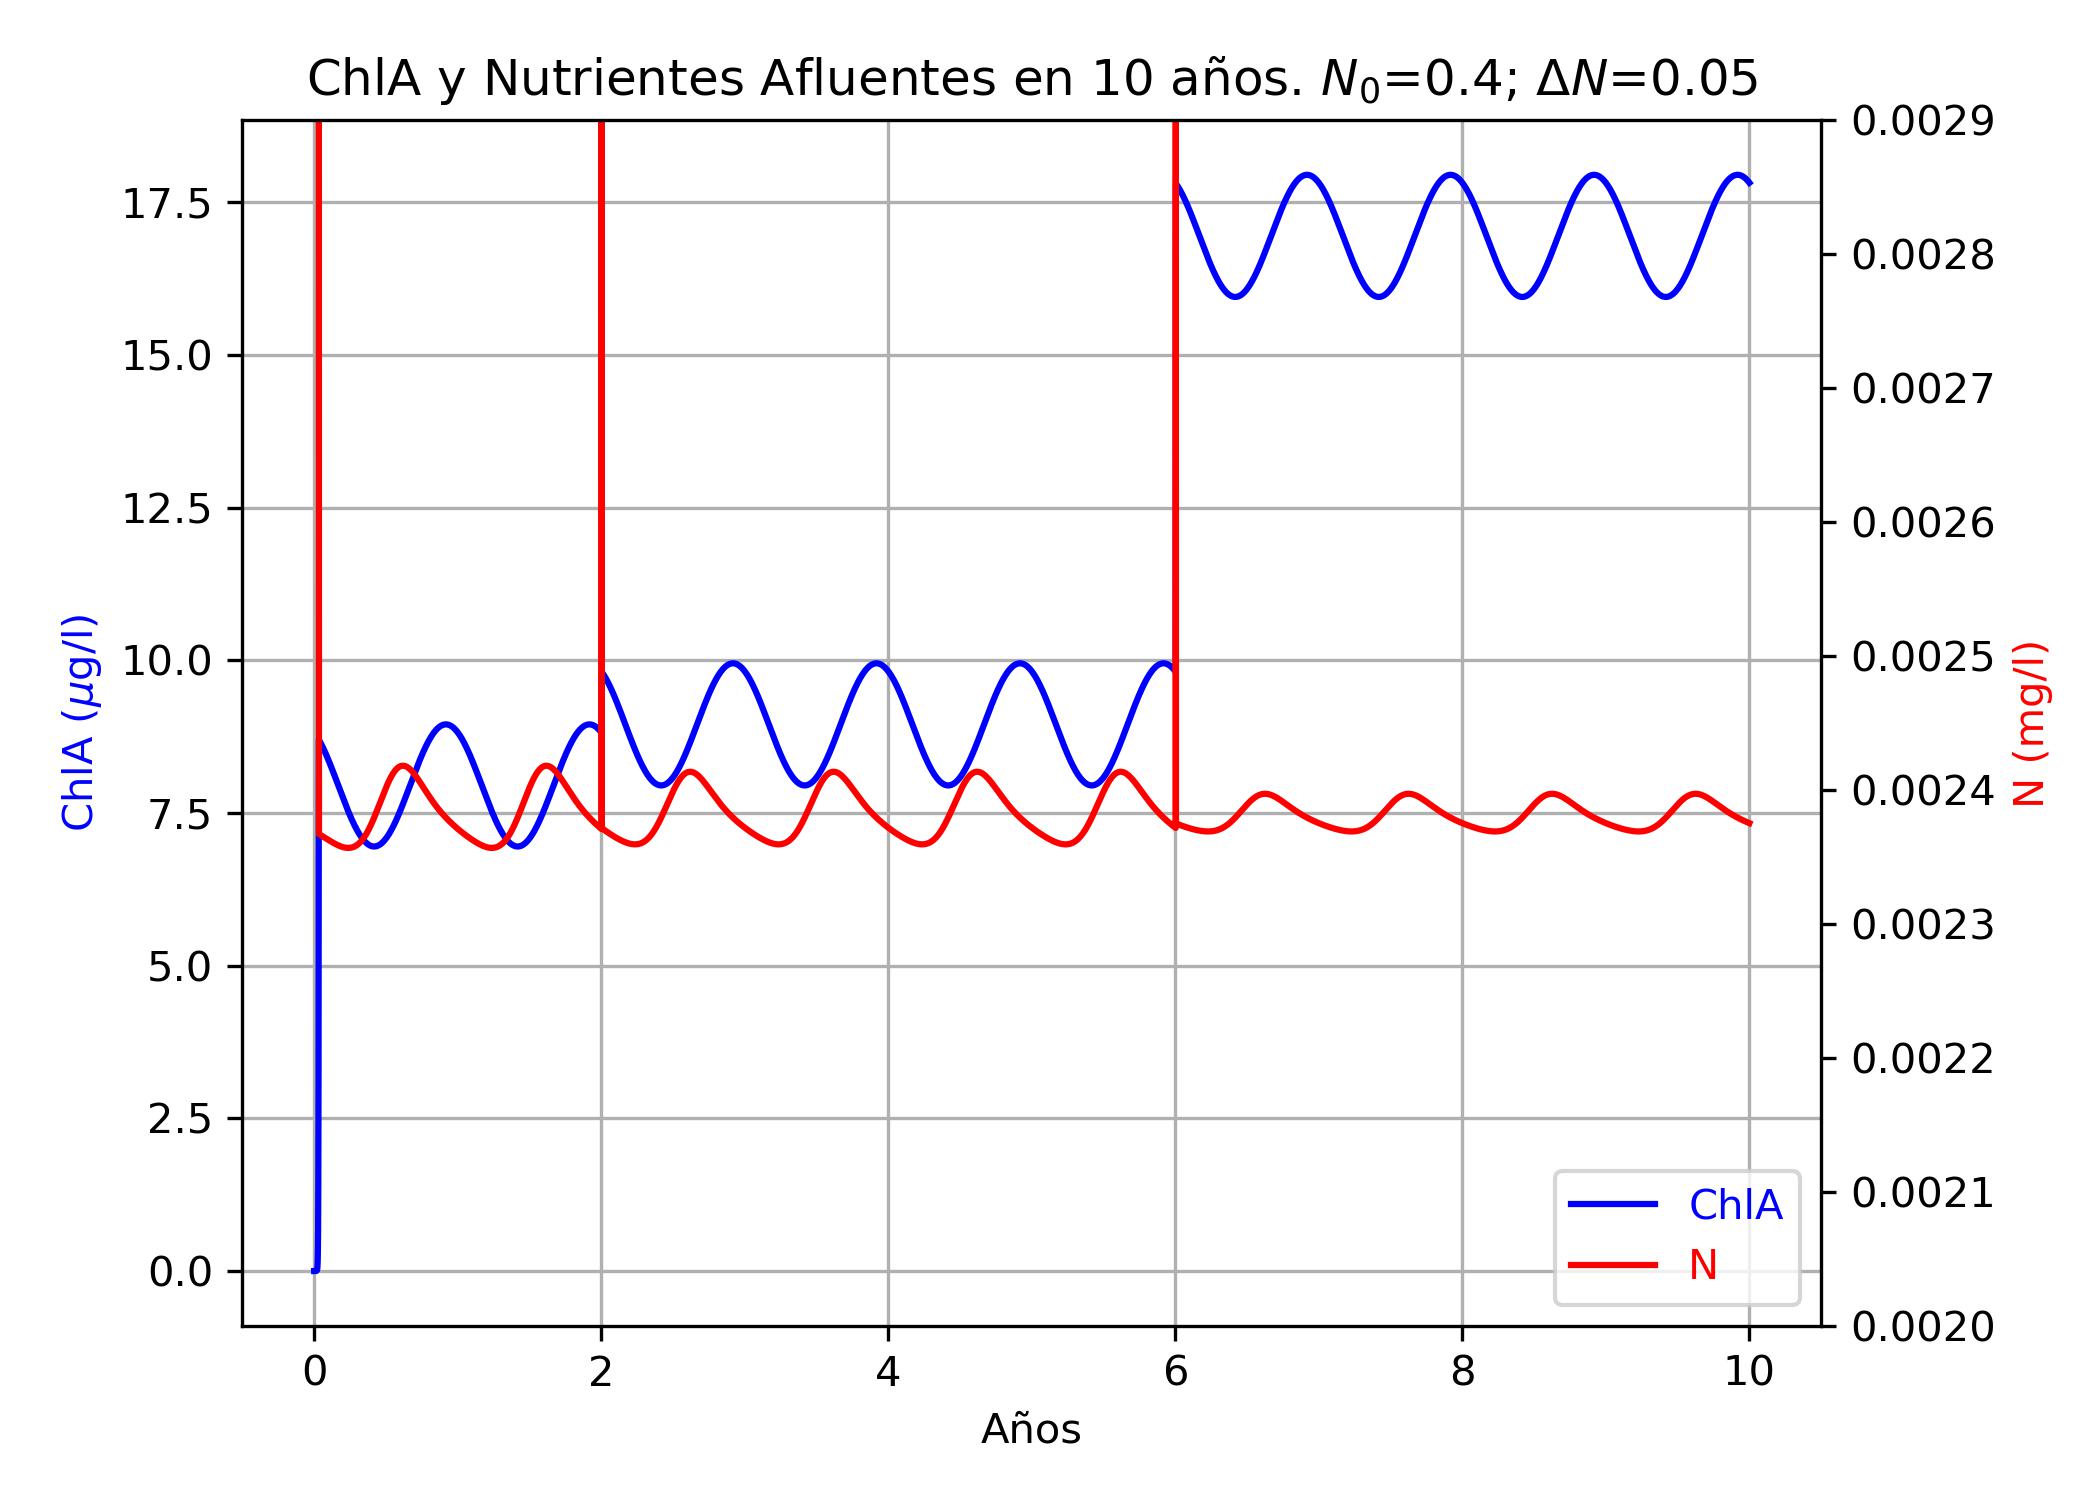 ChlA y Nutrientes Afluentes en 10 años. N₀=0.4; ΔN=0.05
17.5
15.0
12.5
10.0
7.5
5.0
2.5
0.0
ChlA (μg/l)
0.0029
0.0028
0.0027
0.0026
0.0025
0.0024
0.0023
0.0022
0.0021
0.0020
N (mg/l)
ChlA
N
0 2 4 6 8 10
Años